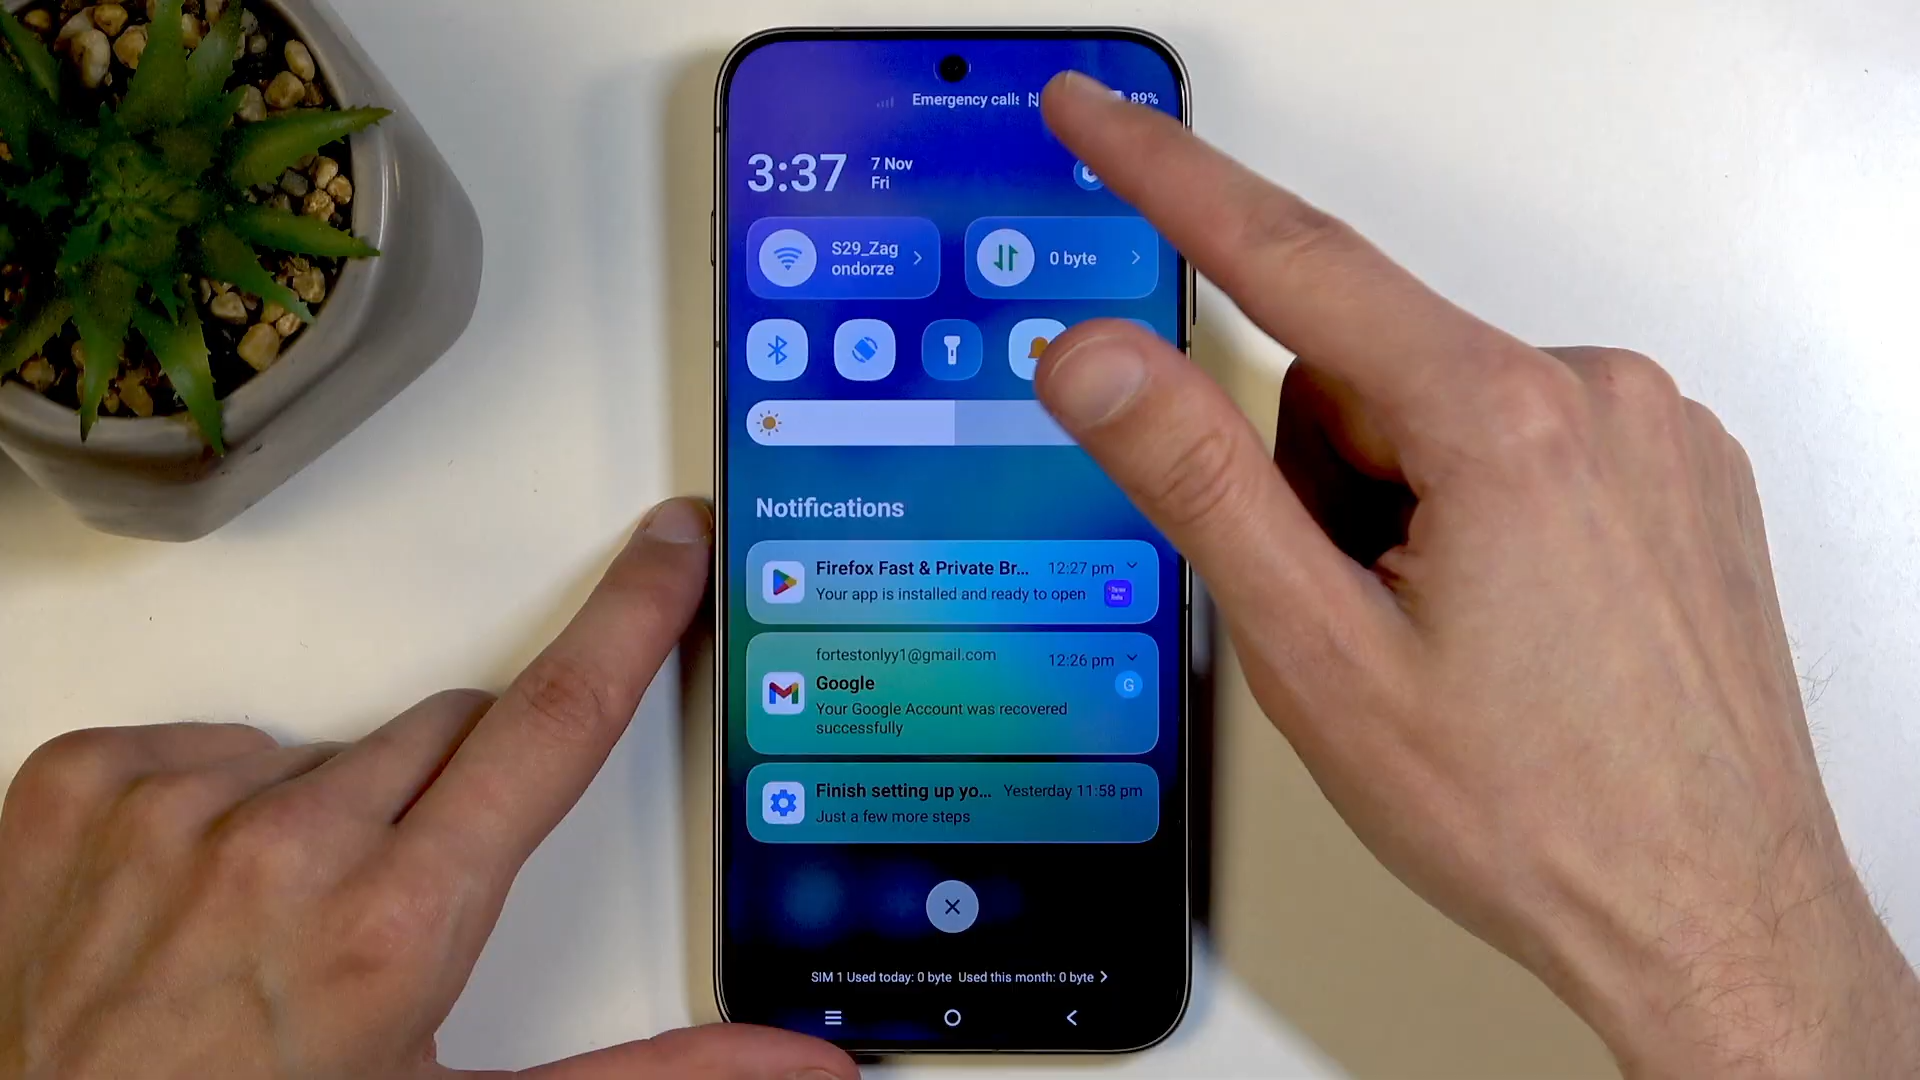 Emergency calls
89%
3:37
7 Nov
Fri
S29_Zag
ondorze
0 byte
Notifications
Firefox Fast & Private Br... 12:27 pm
Your app is installed and ready to open
fortestonlyy1@gmail.com
12:26 pm
Google
G
Your Google Account was recovered
successfully
Finish setting up yo... Yesterday 11:58 pm
Just a few more steps
SIM 1 Used today: 0 byte Used this month: 0 byte